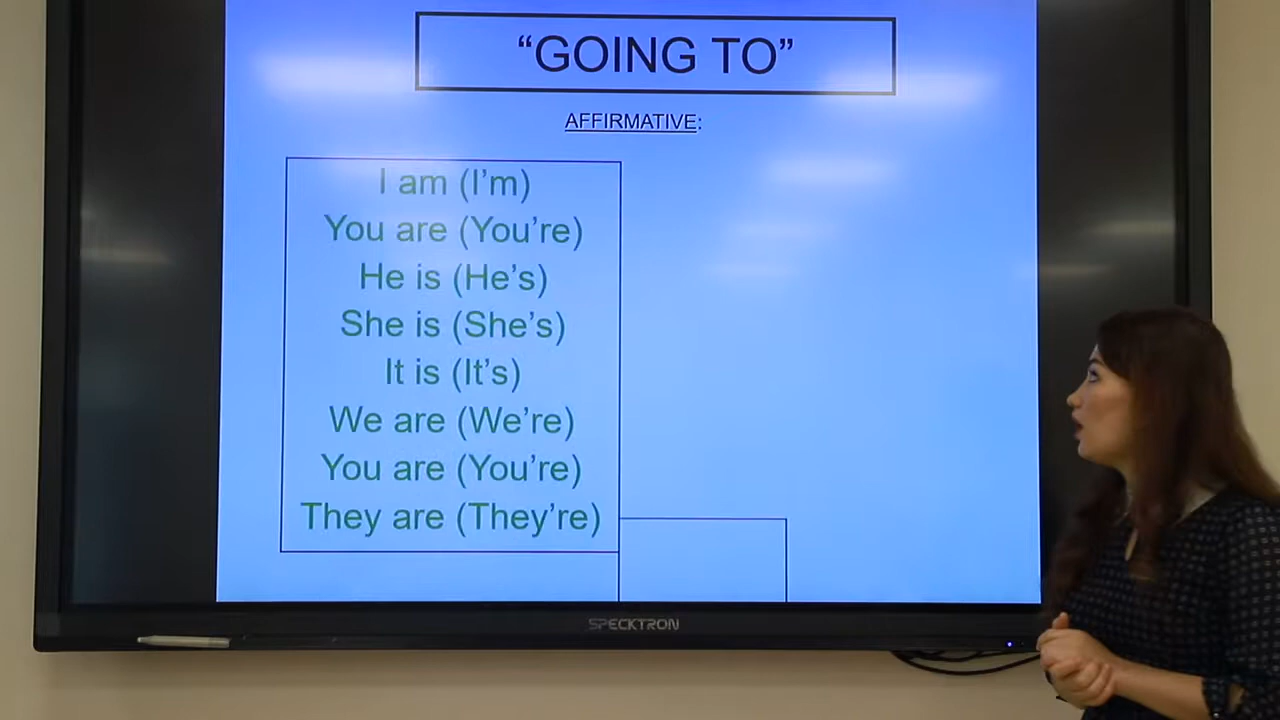 “GOING TO”
AFFIRMATIVE:
I am (I’m)
You are (You’re)
He is (He’s)
She is (She’s)
It is (It’s)
We are (We’re)
You are (You’re)
They are (They’re)
SPECKTRON